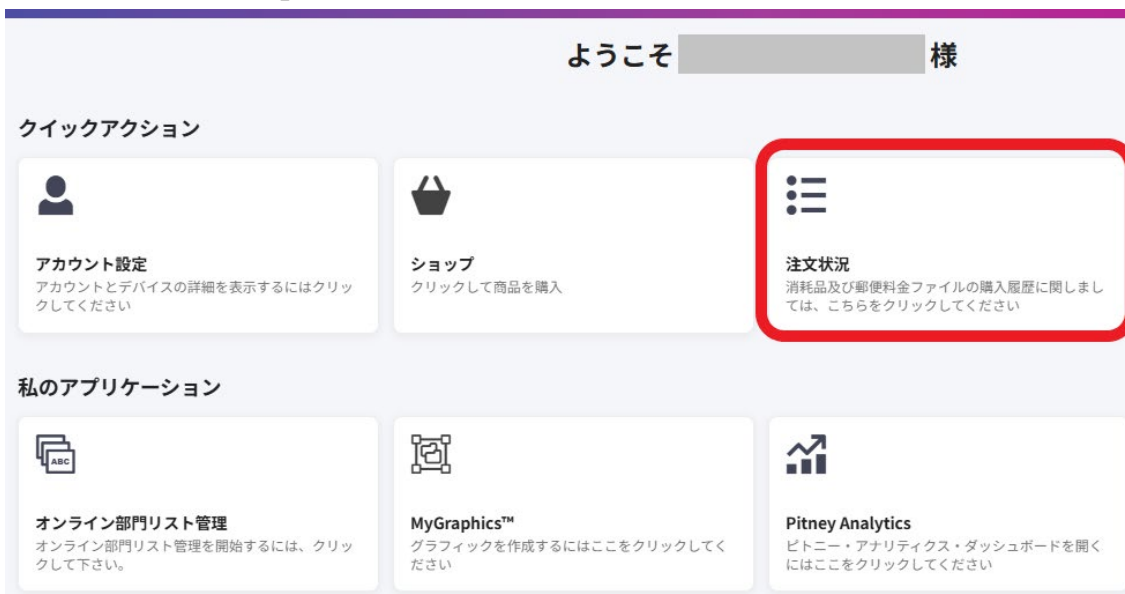 ようこそ 様
クイックアクション
アカウント設定
アカウントとデバイスの詳細を表示するにはクリッ
クしてください
ショップ
クリックして商品を購入
注文状況
消耗品及び郵便料金ファイルの購入履歴に関しまし
ては、こちらをクリックしてください
私のアプリケーション
ABC
オンライン部門リスト管理
オンライン部門リスト管理を開始するには、クリッ
クして下さい。
MyGraphics™
グラフィックを作成するにはここをクリックしてく
ださい
Pitney Analytics
ピトニー・アナリティクス・ダッシュボードを開く
にはここをクリックしてください